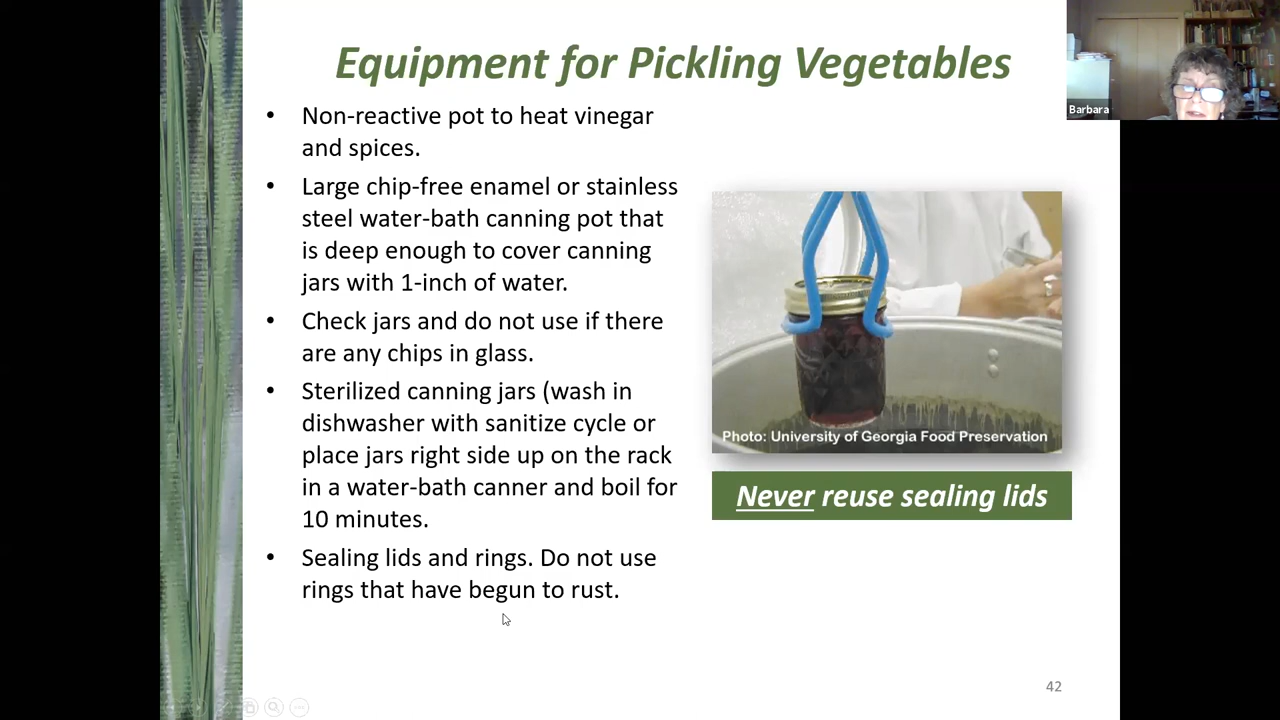 Equipment for Pickling Vegetables
Barbara
• Non-reactive pot to heat vinegar
and spices.
• Large chip-free enamel or stainless
steel water-bath canning pot that
is deep enough to cover canning
jars with 1-inch of water.
• Check jars and do not use if there
are any chips in glass.
• Sterilized canning jars (wash in
dishwasher with sanitize cycle or
place jars right side up on the rack
in a water-bath canner and boil for
10 minutes.
• Sealing lids and rings. Do not use
rings that have begun to rust.
Photo: University of Georgia Food Preservation
Never reuse sealing lids
42